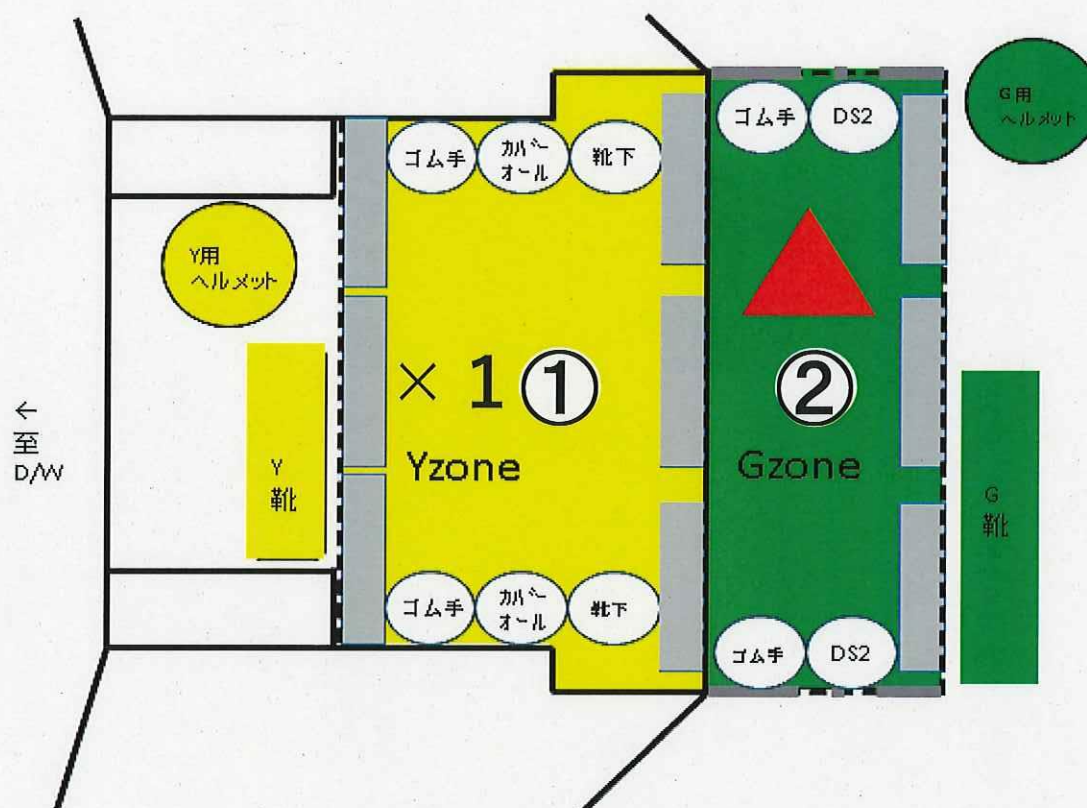 G用
ヘルメット
ゴム手
DS2
ゴム手
カバー
オール
靴下
Y用
ヘルメット
× 1 ①
②
←
至
D/W
Yzone
Gzone
Y
靴
G
靴
ゴム手
カバー
オール
靴下
ゴム手
DS2